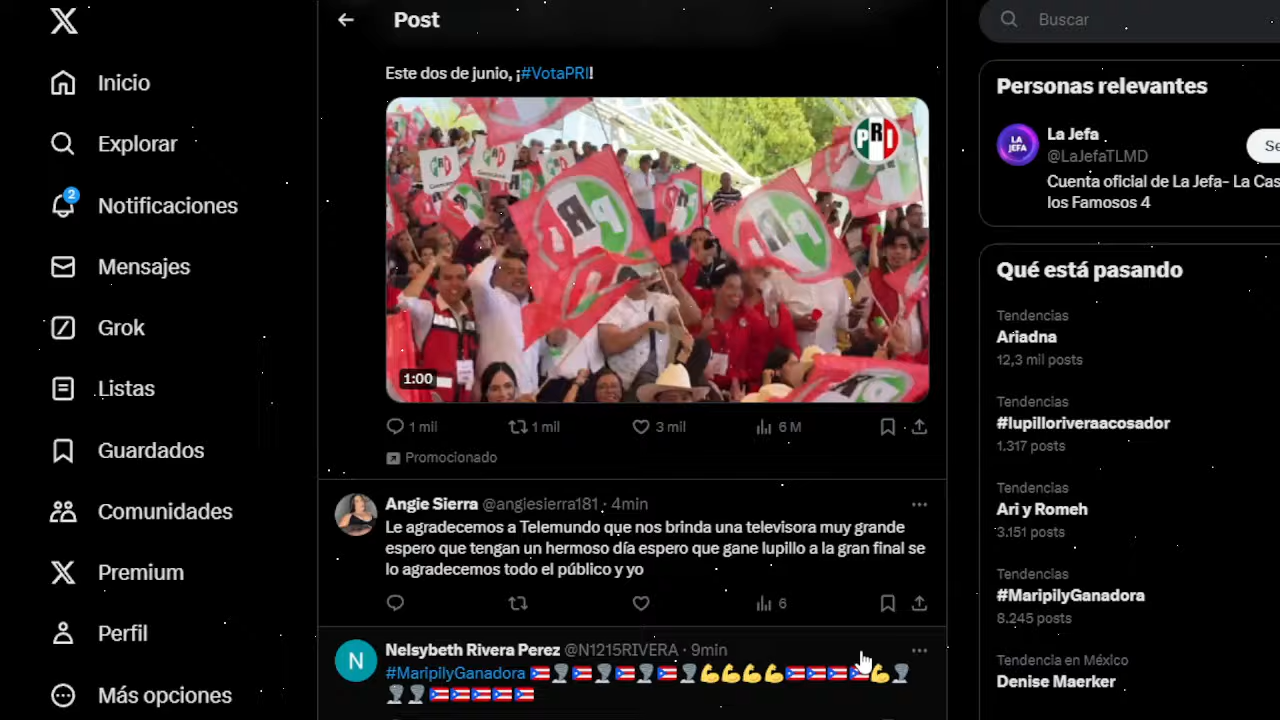 Inicio
Explorar
2
Notificaciones
Mensajes
Grok
Listas
Guardados
Comunidades
Premium
Perfil
Más opciones
Post
Este dos de junio, ¡#VotaPRI!
PRI
1:00
1 mil
1 mil
3 mil
6 M
Promocionado
Angie Sierra @angiesierra181 · 4min
Le agradecemos a Telemundo que nos brinda una televisora muy grande
espero que tengan un hermoso día espero que gane lupillo a la gran final se
lo agradecemos todo el público y yo
6
N
Nelsybeth Rivera Perez @N1215RIVERA · 9min
#MaripilyGanadora 🇵🇷🌪️🇵🇷🌪️🇵🇷🌪️🇵🇷🌪️💪💪💪💪🇵🇷🇵🇷🇵🇷🇵🇷💪🌪️
🌪️🌪️🇵🇷🇵🇷🇵🇷🇵🇷🇵🇷
Buscar
Personas relevantes
LA JEFA
La Jefa
@LaJefaTLMD
Se
Cuenta oficial de La Jefa- La Cas
los Famosos 4
Qué está pasando
Tendencias
Ariadna
12,3 mil posts
Tendencias
#lupilloriveraacosador
1.317 posts
Tendencias
Ari y Romeh
3.151 posts
Tendencias
#MaripilyGanadora
8.245 posts
Tendencia en México
Denise Maerker